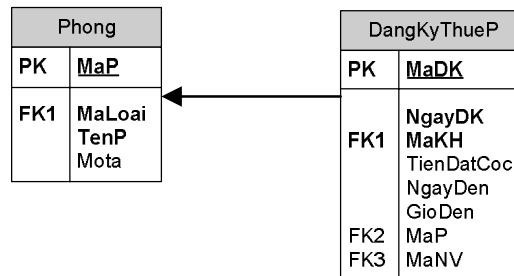 Phong
PK MaP
FK1 MaLoai
TenP
Mota
DangKyThueP
PK MaDK
NgayDK
FK1 MaKH
TienDatCoc
NgayDen
GioDen
FK2 MaP
FK3 MaNV